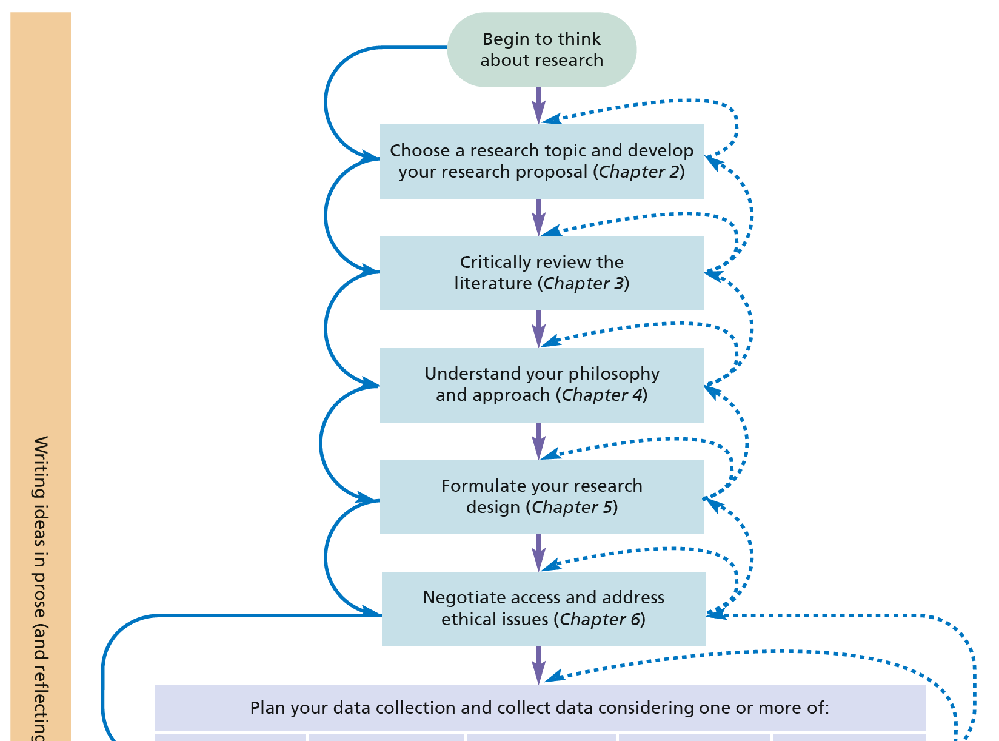 Begin to think
about research
Choose a research topic and develop
your research proposal (Chapter 2)
Critically review the
literature (Chapter 3)
Understand your philosophy
and approach (Chapter 4)
Formulate your research
design (Chapter 5)
Negotiate access and address
ethical issues (Chapter 6)
Plan your data collection and collect data considering one or more of:
Writing ideas in prose (and reflecting